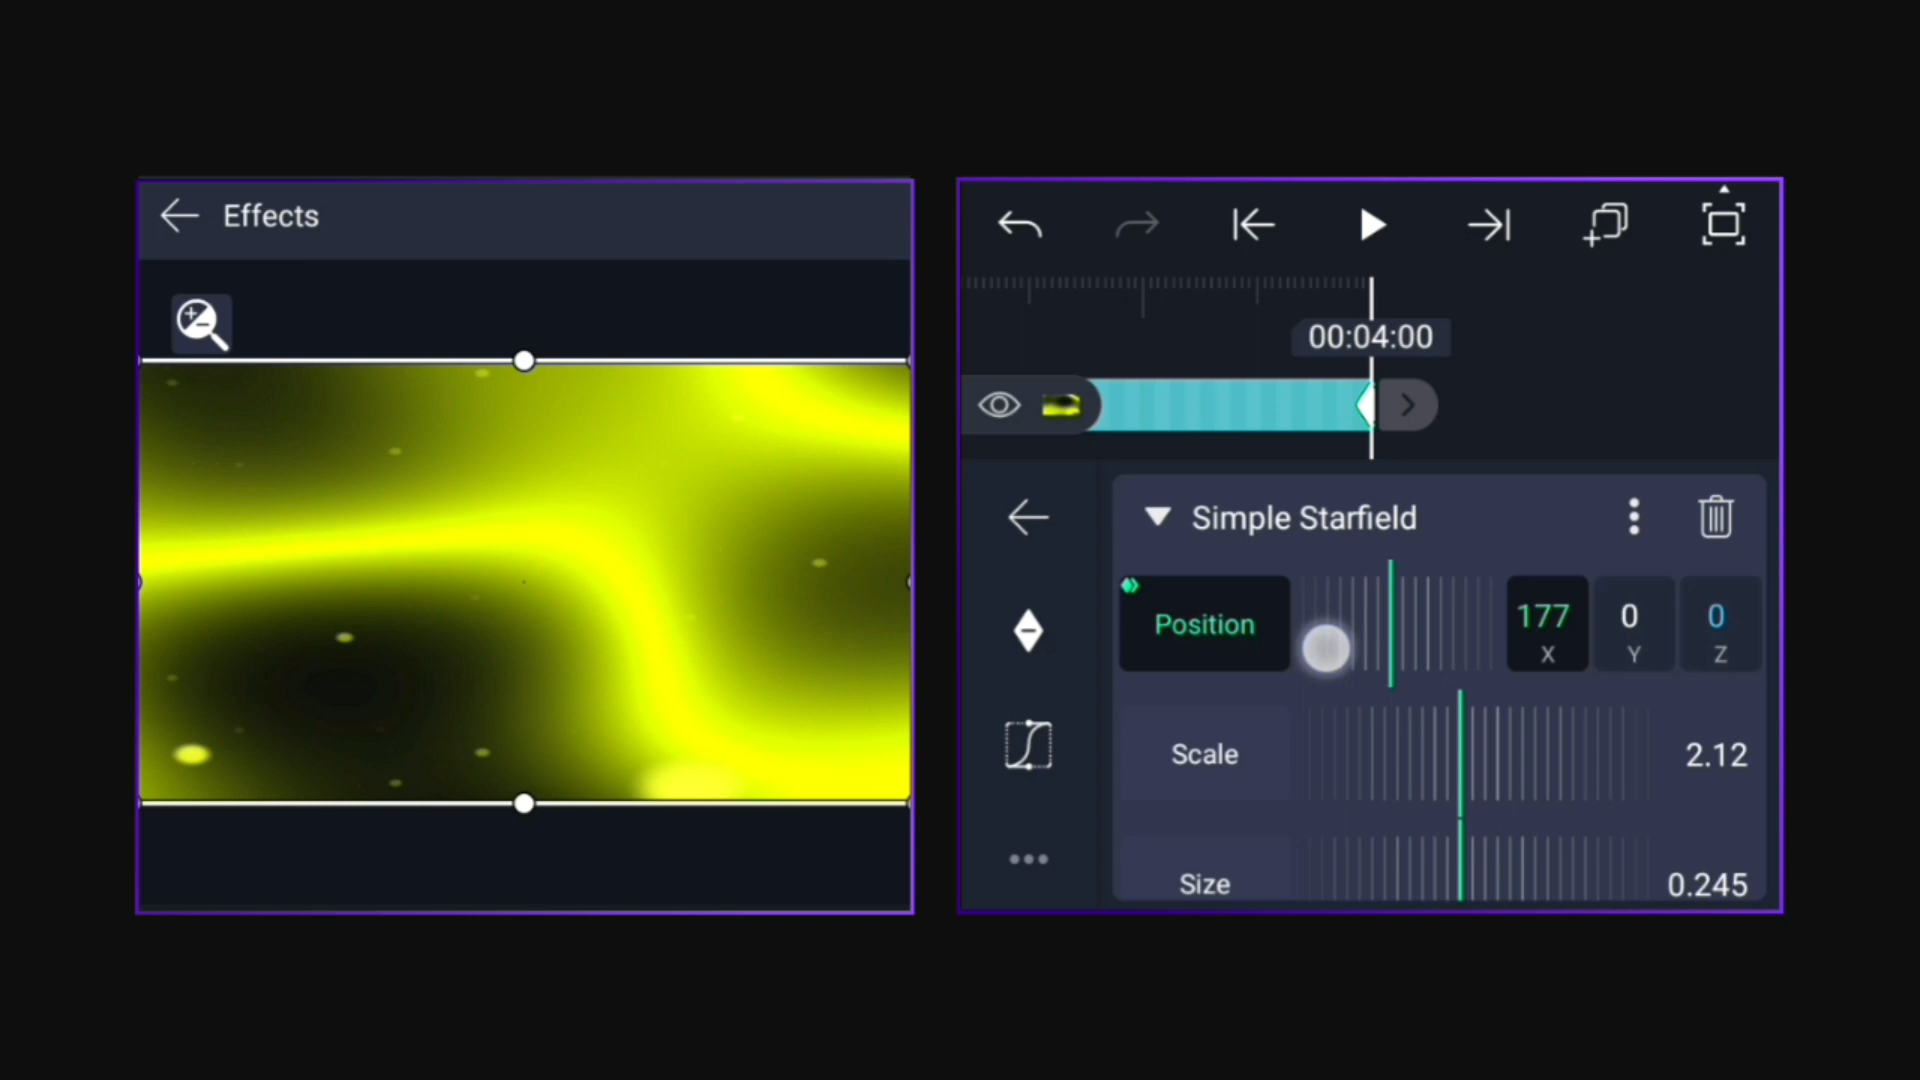 Effects
00:04:00
Simple Starfield
Position
177
X
0
Y
0
Z
Scale
2.12
Size
0.245